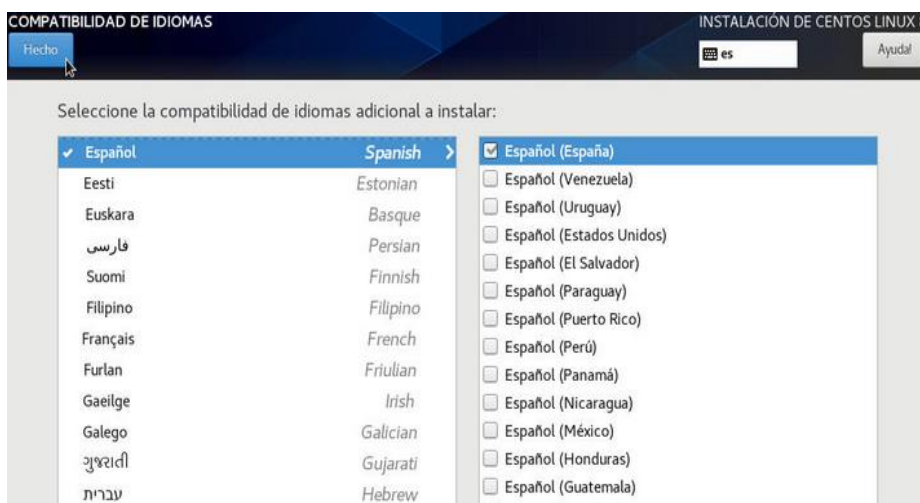 COMPATIBILIDAD DE IDIOMAS
INSTALACIÓN DE CENTOS LINUX
Hecho
es
Ayuda!
Seleccione la compatibilidad de idiomas adicional a instalar:
Español Spanish
Eesti Estonian
Euskara Basque
فارسی Persian
Suomi Finnish
Filipino Filipino
Français French
Furlan Friulian
Gaeilge Irish
Galego Galician
ગુજરાતી Gujarati
עברית Hebrew
Español (España)
Español (Venezuela)
Español (Uruguay)
Español (Estados Unidos)
Español (El Salvador)
Español (Paraguay)
Español (Puerto Rico)
Español (Perú)
Español (Panamá)
Español (Nicaragua)
Español (México)
Español (Honduras)
Español (Guatemala)